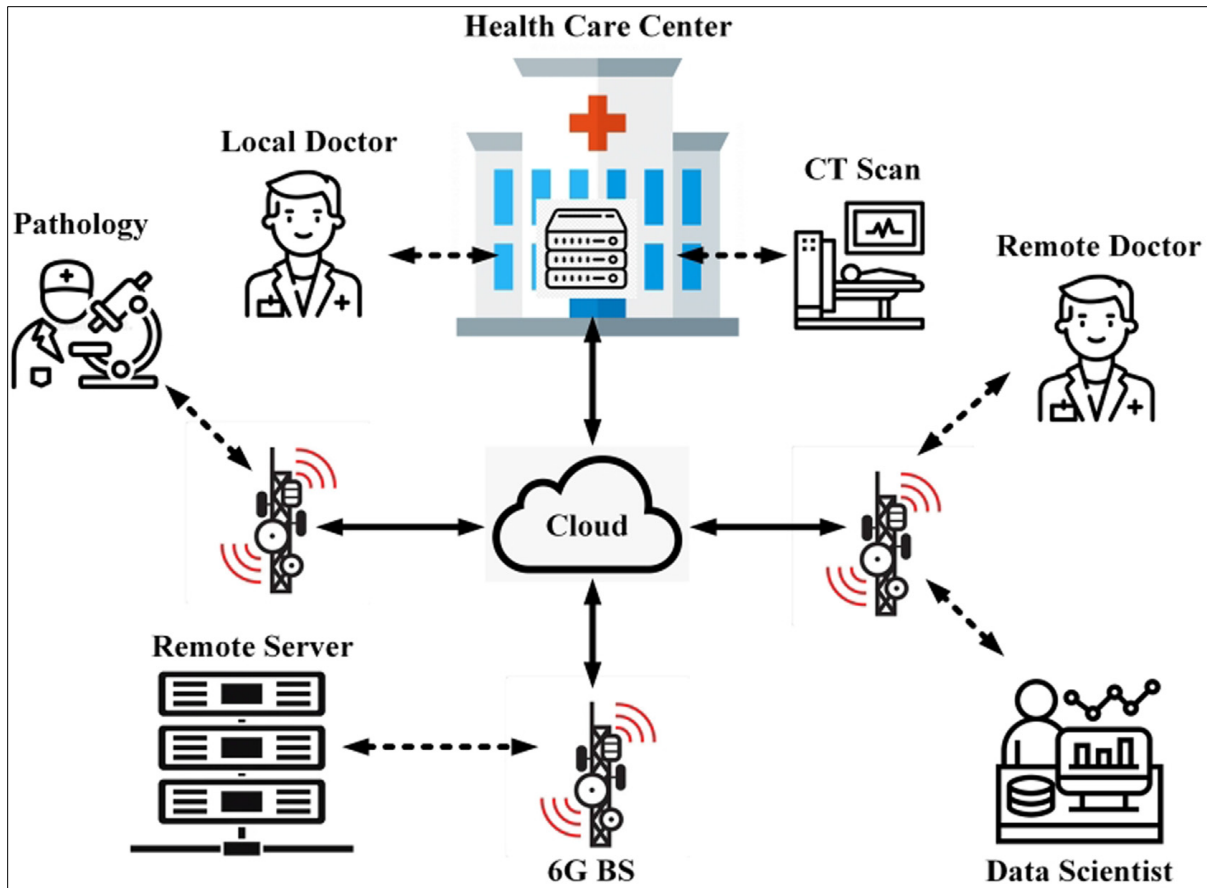 Health Care Center
Local Doctor
CT Scan
Pathology
Remote Doctor
Cloud
Remote Server
6G BS
Data Scientist